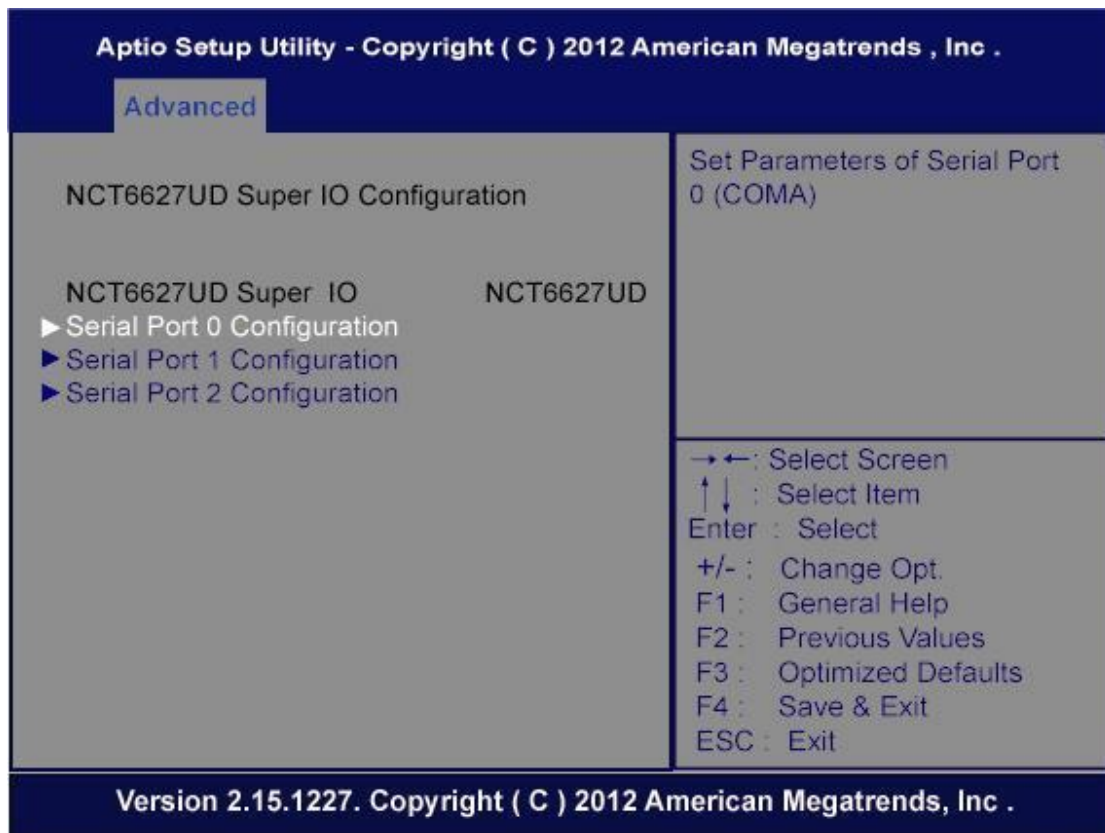 Aptio Setup Utility - Copyright ( C ) 2012 American Megatrends , Inc .
Advanced
NCT6627UD Super IO Configuration
NCT6627UD Super IO NCT6627UD
►Serial Port 0 Configuration
►Serial Port 1 Configuration
►Serial Port 2 Configuration
Set Parameters of Serial Port
0 (COMA)
→←: Select Screen
↑↓ : Select Item
Enter : Select
+/- : Change Opt.
F1 : General Help
F2 : Previous Values
F3 : Optimized Defaults
F4 : Save & Exit
ESC : Exit
Version 2.15.1227. Copyright ( C ) 2012 American Megatrends, Inc .